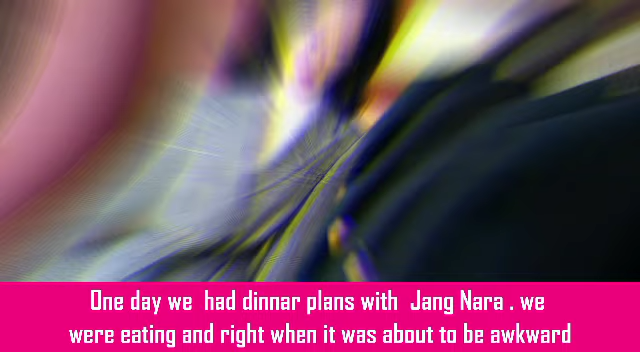 One day we had dinnar plans with Jang Nara . we
were eating and right when it was about to be awkward